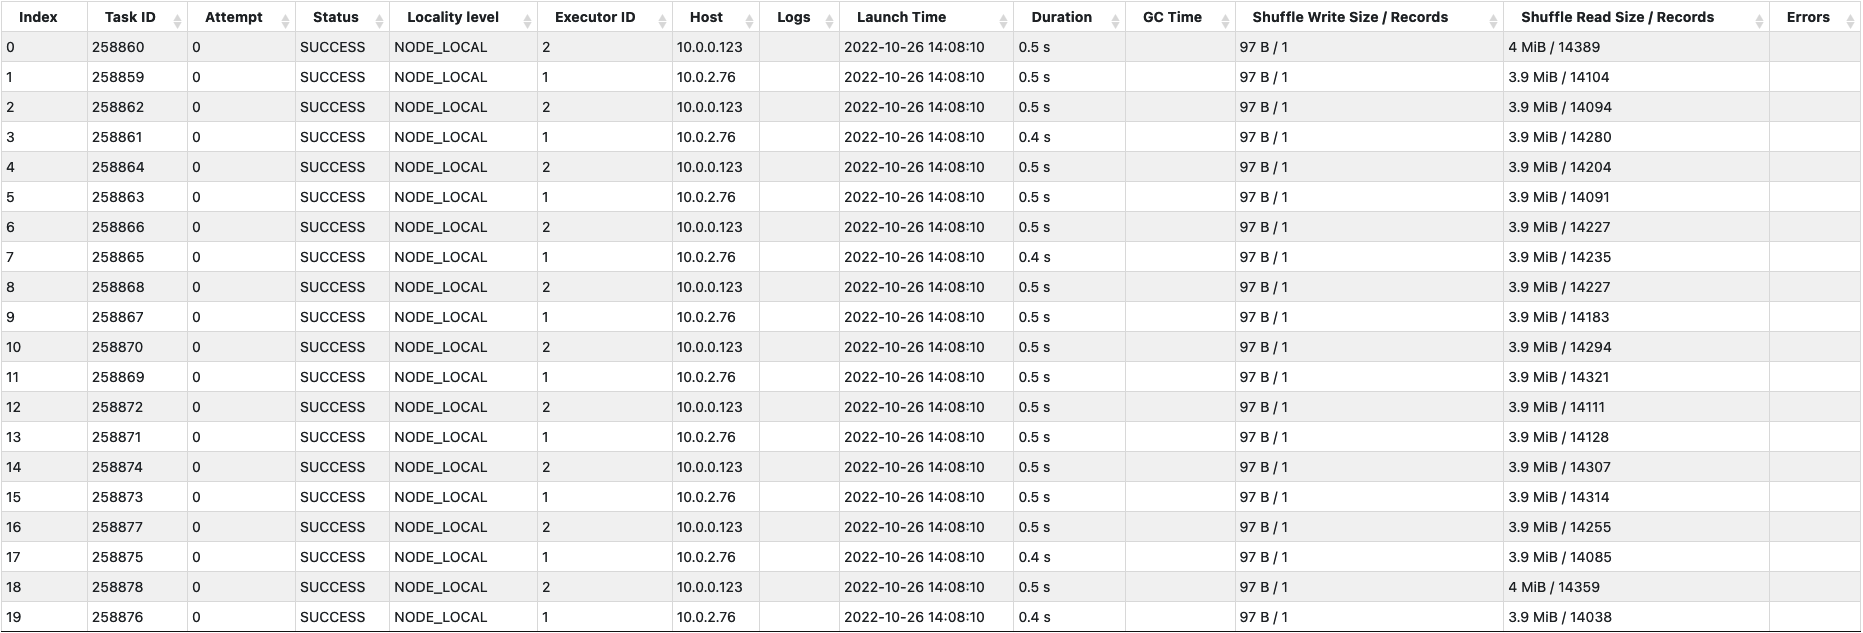 Index Task ID Attempt Status Locality level Executor ID Host Logs Launch Time Duration GC Time Shuffle Write Size / Records Shuffle Read Size / Records Errors
0 258860 0 SUCCESS NODE_LOCAL 2 10.0.0.123 2022-10-26 14:08:10 0.5 s 97 B / 1 4 MiB / 14389
1 258859 0 SUCCESS NODE_LOCAL 1 10.0.2.76 2022-10-26 14:08:10 0.5 s 97 B / 1 3.9 MiB / 14104
2 258862 0 SUCCESS NODE_LOCAL 2 10.0.0.123 2022-10-26 14:08:10 0.5 s 97 B / 1 3.9 MiB / 14094
3 258861 0 SUCCESS NODE_LOCAL 1 10.0.2.76 2022-10-26 14:08:10 0.4 s 97 B / 1 3.9 MiB / 14280
4 258864 0 SUCCESS NODE_LOCAL 2 10.0.0.123 2022-10-26 14:08:10 0.5 s 97 B / 1 3.9 MiB / 14204
5 258863 0 SUCCESS NODE_LOCAL 1 10.0.2.76 2022-10-26 14:08:10 0.5 s 97 B / 1 3.9 MiB / 14091
6 258866 0 SUCCESS NODE_LOCAL 2 10.0.0.123 2022-10-26 14:08:10 0.5 s 97 B / 1 3.9 MiB / 14227
7 258865 0 SUCCESS NODE_LOCAL 1 10.0.2.76 2022-10-26 14:08:10 0.4 s 97 B / 1 3.9 MiB / 14235
8 258868 0 SUCCESS NODE_LOCAL 2 10.0.0.123 2022-10-26 14:08:10 0.5 s 97 B / 1 3.9 MiB / 14227
9 258867 0 SUCCESS NODE_LOCAL 1 10.0.2.76 2022-10-26 14:08:10 0.5 s 97 B / 1 3.9 MiB / 14183
10 258870 0 SUCCESS NODE_LOCAL 2 10.0.0.123 2022-10-26 14:08:10 0.5 s 97 B / 1 3.9 MiB / 14294
11 258869 0 SUCCESS NODE_LOCAL 1 10.0.2.76 2022-10-26 14:08:10 0.5 s 97 B / 1 3.9 MiB / 14321
12 258872 0 SUCCESS NODE_LOCAL 2 10.0.0.123 2022-10-26 14:08:10 0.5 s 97 B / 1 3.9 MiB / 14111
13 258871 0 SUCCESS NODE_LOCAL 1 10.0.2.76 2022-10-26 14:08:10 0.5 s 97 B / 1 3.9 MiB / 14128
14 258874 0 SUCCESS NODE_LOCAL 2 10.0.0.123 2022-10-26 14:08:10 0.5 s 97 B / 1 3.9 MiB / 14307
15 258873 0 SUCCESS NODE_LOCAL 1 10.0.2.76 2022-10-26 14:08:10 0.5 s 97 B / 1 3.9 MiB / 14314
16 258877 0 SUCCESS NODE_LOCAL 2 10.0.0.123 2022-10-26 14:08:10 0.5 s 97 B / 1 3.9 MiB / 14255
17 258875 0 SUCCESS NODE_LOCAL 1 10.0.2.76 2022-10-26 14:08:10 0.4 s 97 B / 1 3.9 MiB / 14085
18 258878 0 SUCCESS NODE_LOCAL 2 10.0.0.123 2022-10-26 14:08:10 0.5 s 97 B / 1 4 MiB / 14359
19 258876 0 SUCCESS NODE_LOCAL 1 10.0.2.76 2022-10-26 14:08:10 0.4 s 97 B / 1 3.9 MiB / 14038